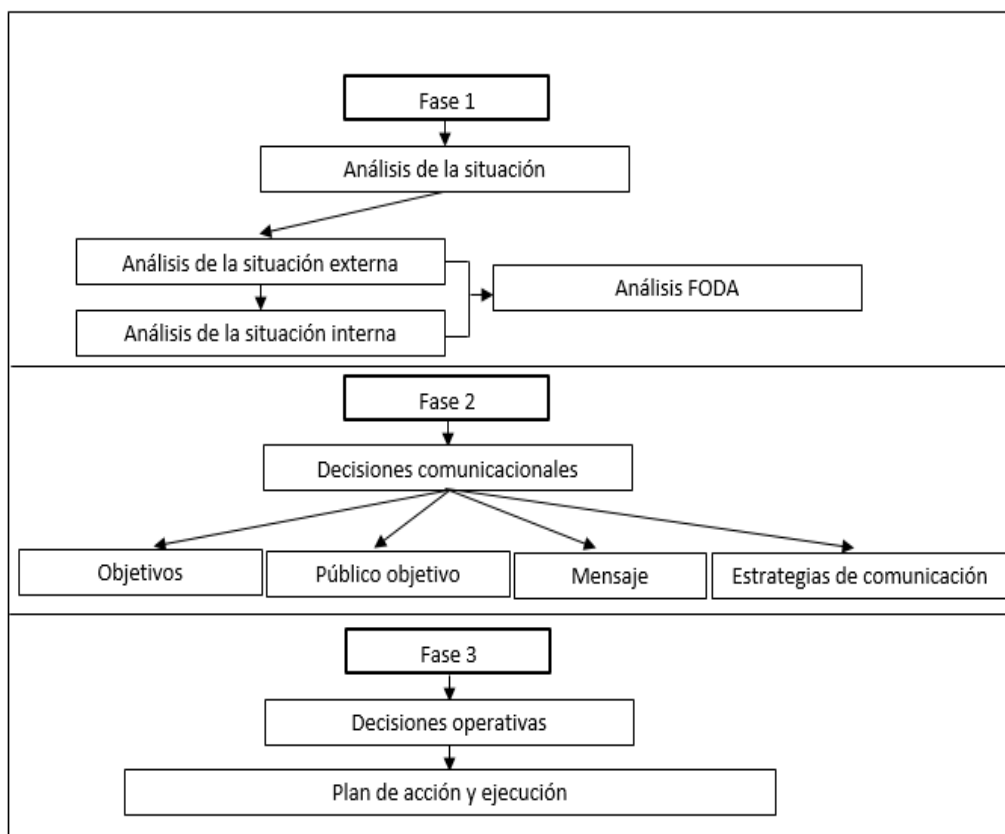 Fase 1
Análisis de la situación
Análisis de la situación externa
Análisis FODA
Análisis de la situación interna
Fase 2
Decisiones comunicacionales
Objetivos
Público objetivo
Mensaje
Estrategias de comunicación
Fase 3
Decisiones operativas
Plan de acción y ejecución